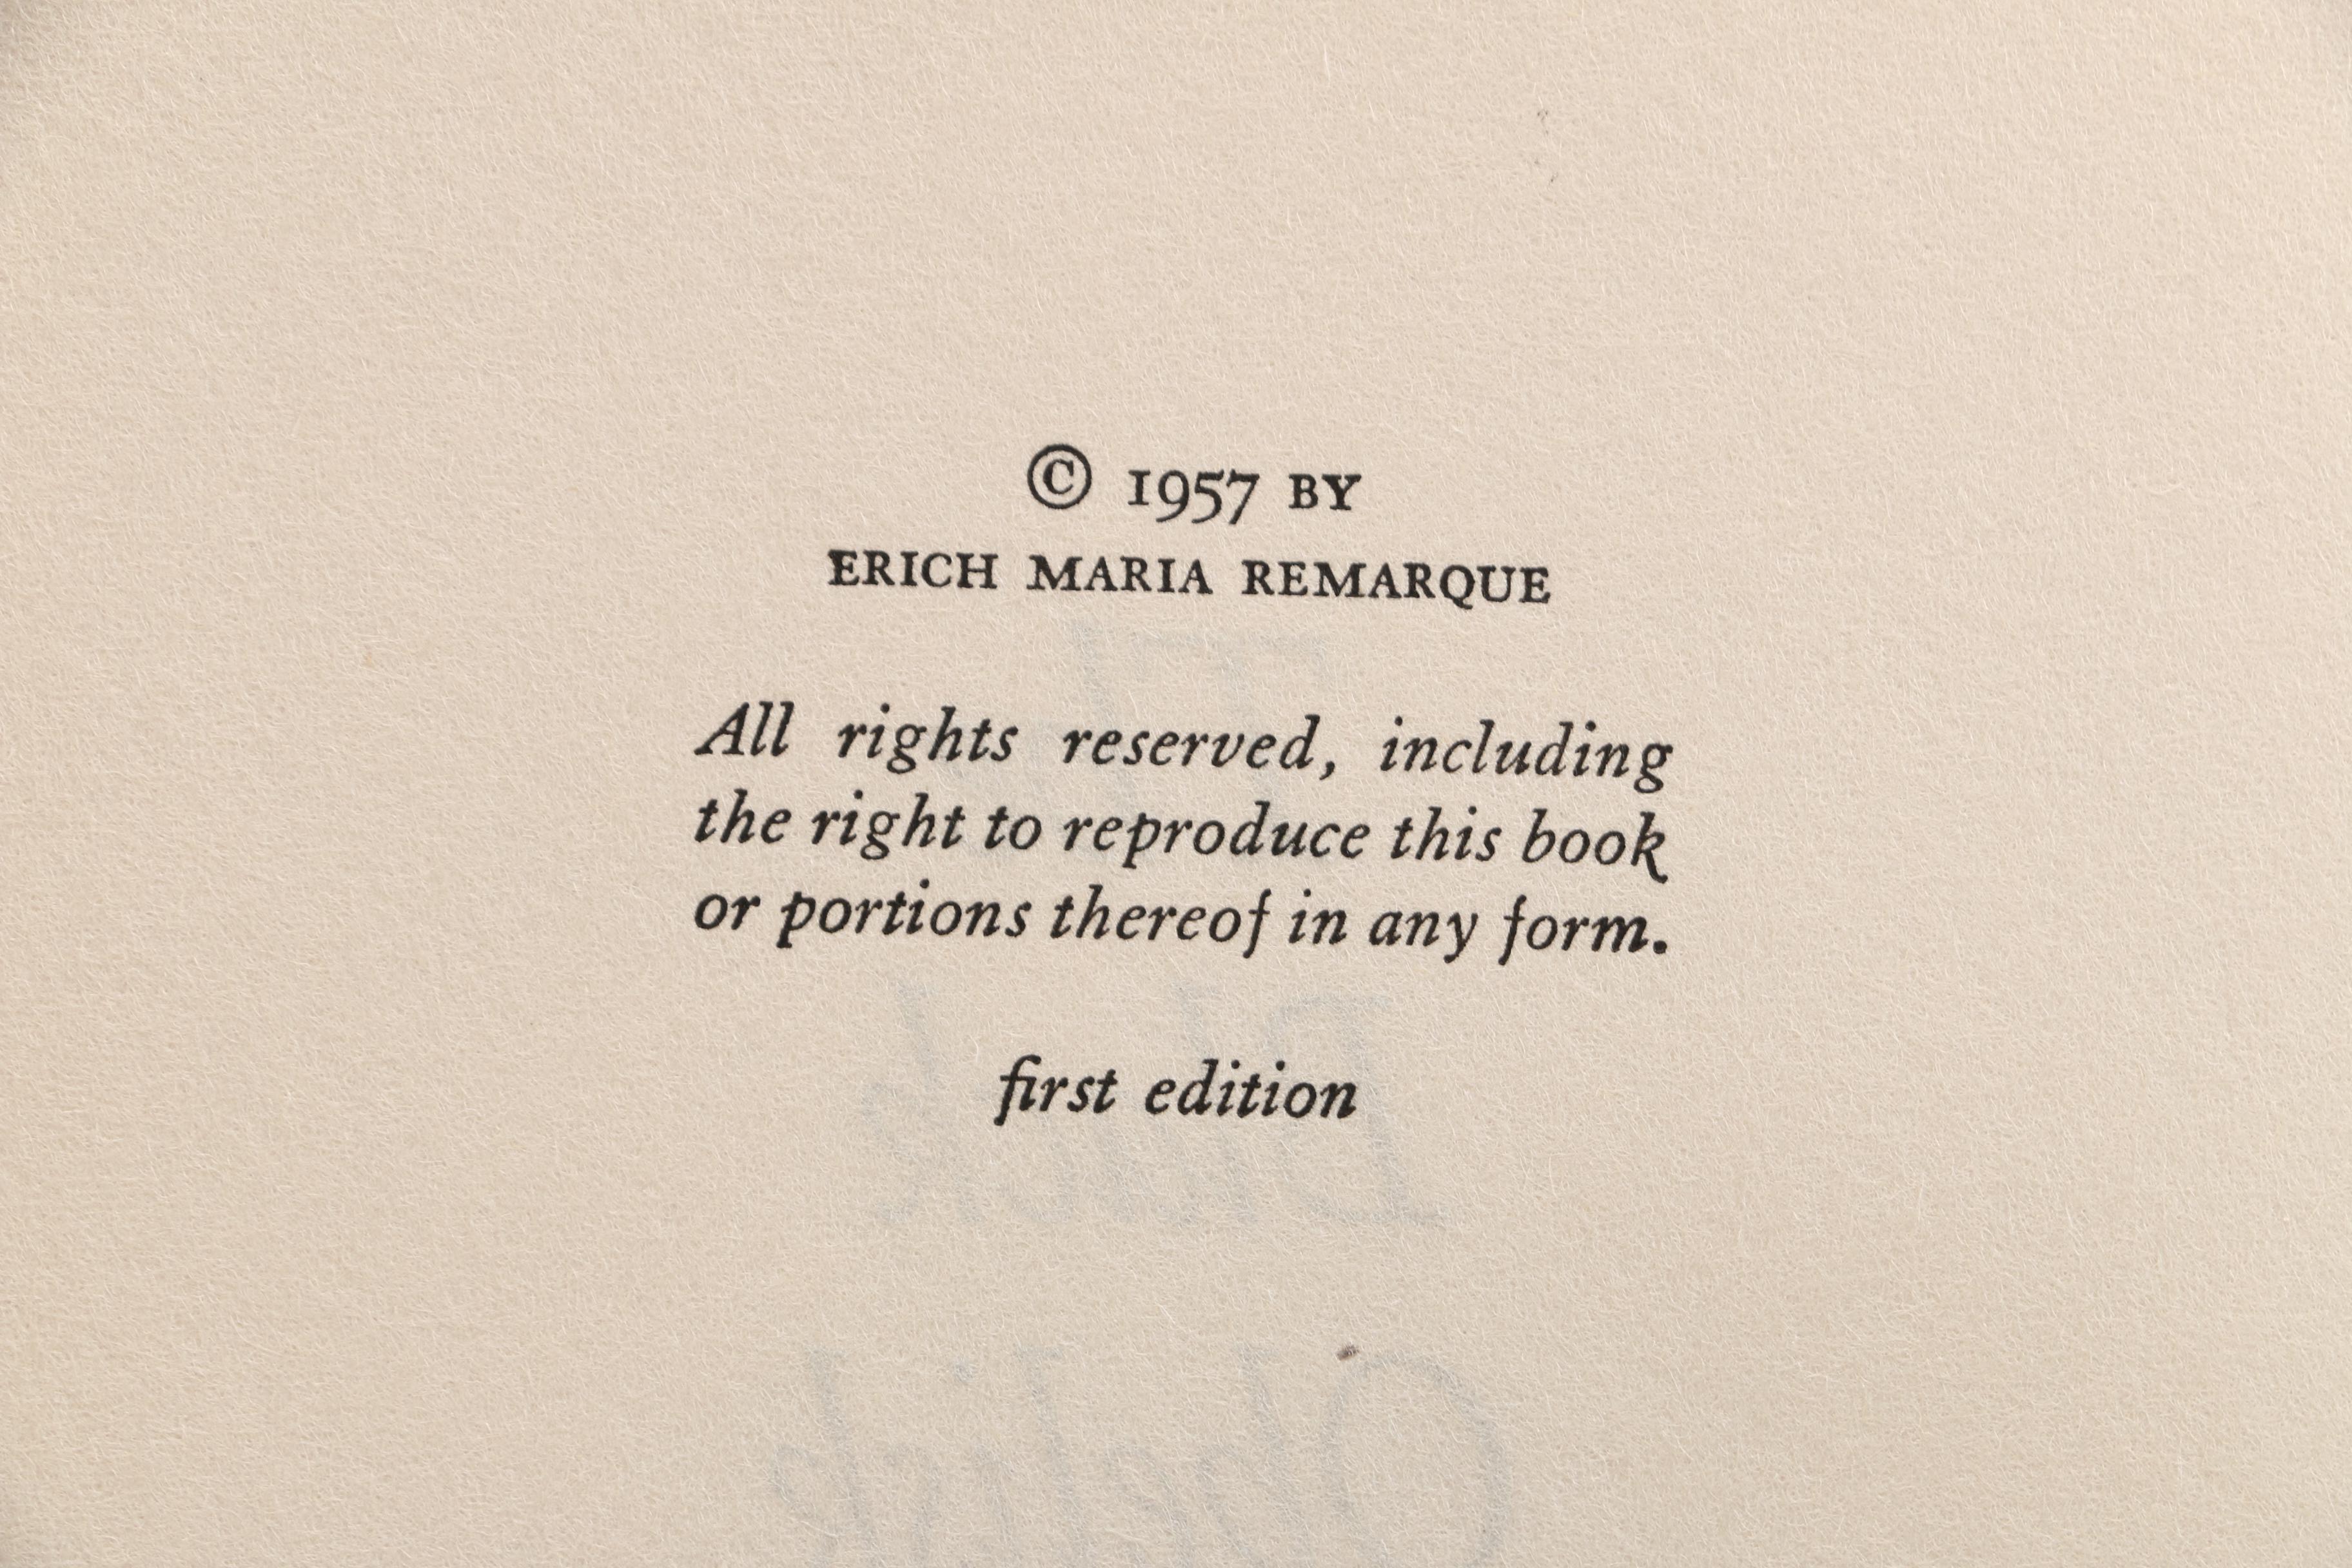 © 1957 BY
ERICH MARIA REMARQUE
All rights reserved, including
the right to reproduce this book
or portions thereof in any form.
first edition